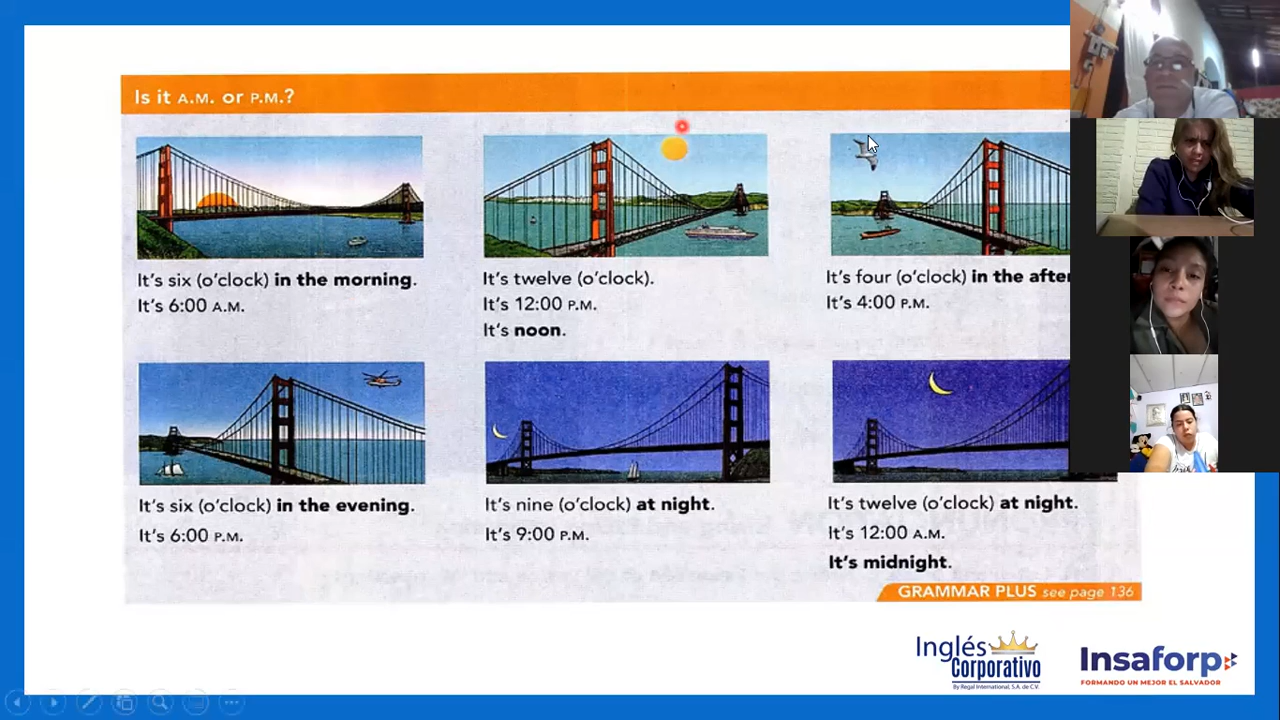 Is it A.M. or P.M.?
It's six (o'clock) in the morning.
It's 6:00 A.M.
It's twelve (o'clock).
It's 12:00 P.M.
It's noon.
It's four (o'clock) in the after
It's 4:00 P.M.
It's six (o'clock) in the evening.
It's 6:00 P.M.
It's nine (o'clock) at night.
It's 9:00 P.M.
It's twelve (o'clock) at night.
It's 12:00 A.M.
It's midnight.
GRAMMAR PLUS see page 136
Inglés
Corporativo
By Regal International, S.A. de C.V.
Insaforp
FORMANDO UN MEJOR EL SALVADOR